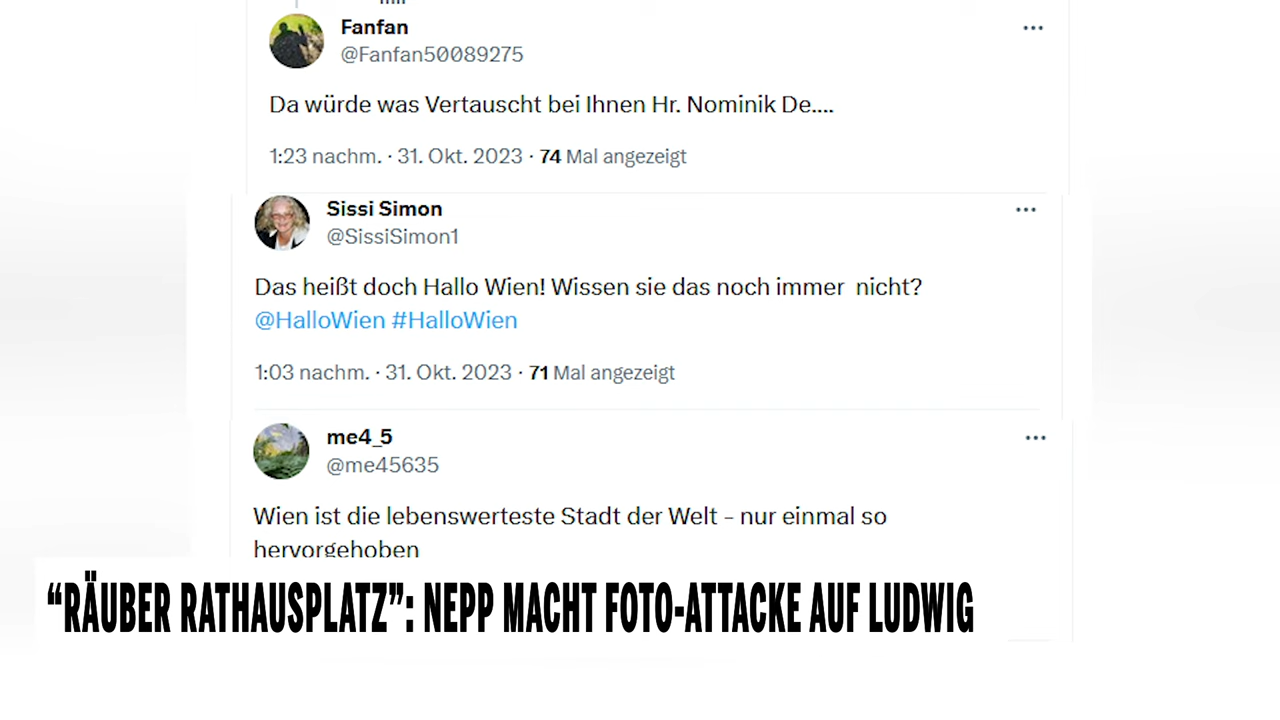 Fanfan
@Fanfan50089275
Da würde was Vertauscht bei Ihnen Hr. Nominik De....
1:23 nachm. · 31. Okt. 2023 · 74 Mal angezeigt
Sissi Simon
@SissiSimon1
Das heißt doch Hallo Wien! Wissen sie das noch immer nicht?
@HalloWien #HalloWien
1:03 nachm. · 31. Okt. 2023 · 71 Mal angezeigt
me4_5
@me45635
Wien ist die lebenswerteste Stadt der Welt – nur einmal so
hervorgehoben
“RÄUBER RATHAUSPLATZ”: NEPP MACHT FOTO-ATTACKE AUF LUDWIG